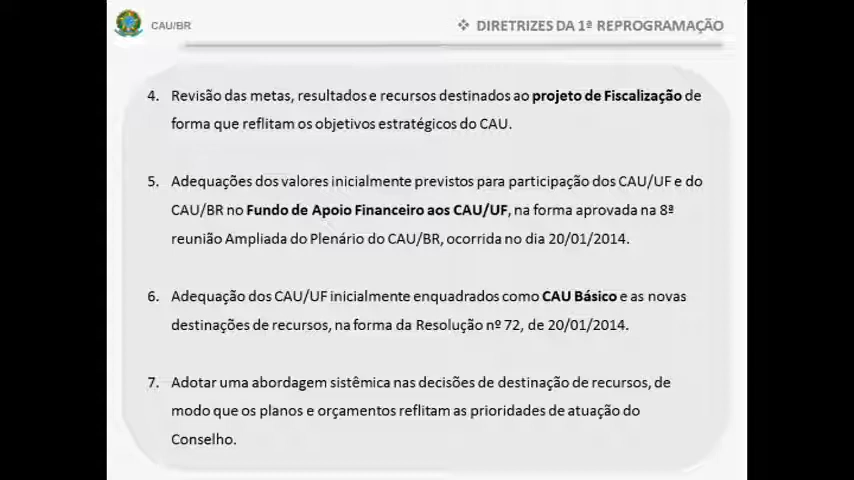 CAU/BR
❖ DIRETRIZES DA 1ª REPROGRAMAÇÃO
4. Revisão das metas, resultados e recursos destinados ao projeto de Fiscalização de
forma que reflitam os objetivos estratégicos do CAU.
5. Adequações dos valores inicialmente previstos para participação dos CAU/UF e do
CAU/BR no Fundo de Apoio Financeiro aos CAU/UF, na forma aprovada na 8ª
reunião Ampliada do Plenário do CAU/BR, ocorrida no dia 20/01/2014.
6. Adequação dos CAU/UF inicialmente enquadrados como CAU Básico e as novas
destinações de recursos, na forma da Resolução nº 72, de 20/01/2014.
7. Adotar uma abordagem sistêmica nas decisões de destinação de recursos, de
modo que os planos e orçamentos reflitam as prioridades de atuação do
Conselho.